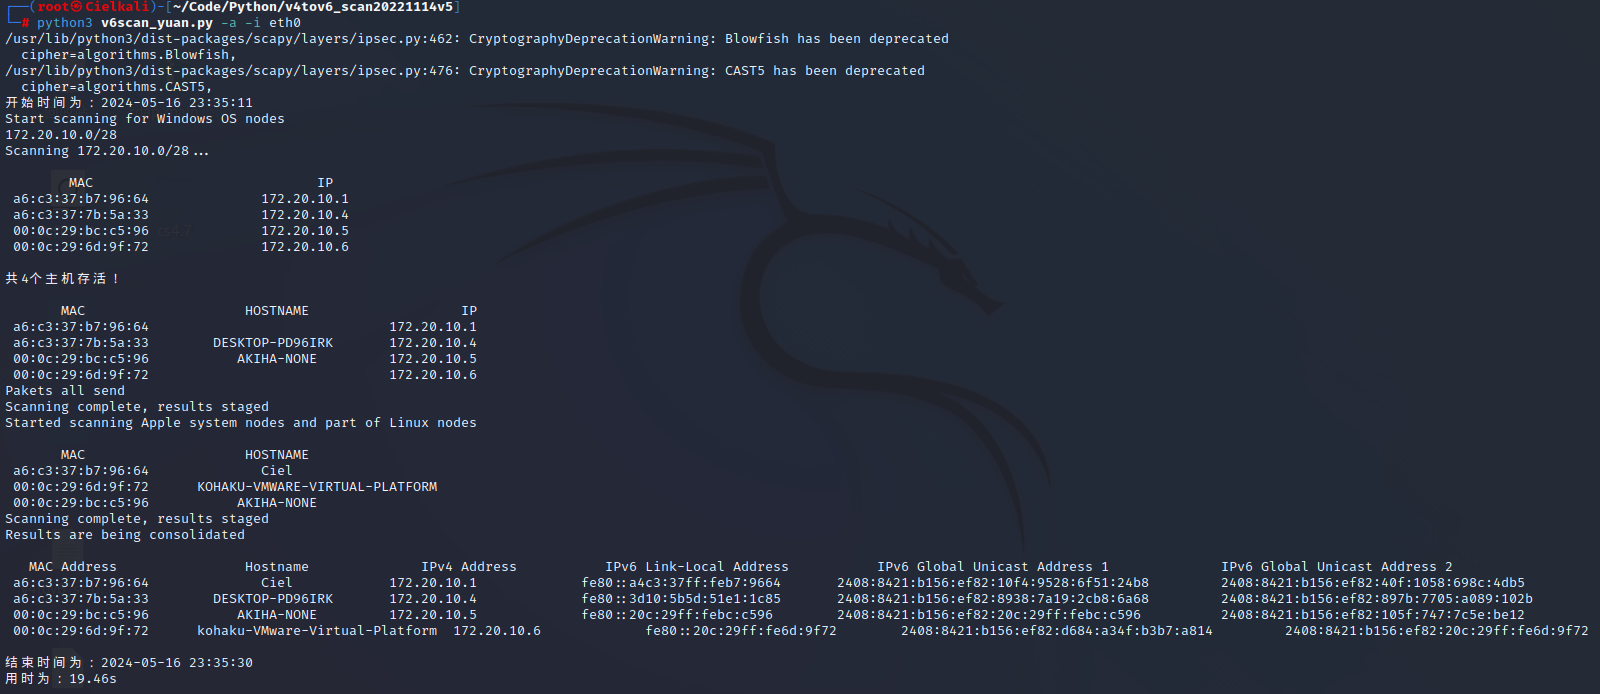 ┌──(root㉿Cielkali)-[~/Code/Python/v4tov6_scan20221114v5]
└─# python3 v6scan_yuan.py -a -i eth0
/usr/lib/python3/dist-packages/scapy/layers/ipsec.py:462: CryptographyDeprecationWarning: Blowfish has been deprecated
  cipher=algorithms.Blowfish,
/usr/lib/python3/dist-packages/scapy/layers/ipsec.py:476: CryptographyDeprecationWarning: CAST5 has been deprecated
  cipher=algorithms.CAST5,
开始时间为：2024-05-16 23:35:11
Start scanning for Windows OS nodes
172.20.10.0/28
Scanning 172.20.10.0/28...
MAC IP
a6:c3:37:b7:96:64 172.20.10.1
a6:c3:37:7b:5a:33 172.20.10.4
00:0c:29:bc:c5:96 172.20.10.5
00:0c:29:6d:9f:72 172.20.10.6
共4个主机存活！
MAC HOSTNAME IP
a6:c3:37:b7:96:64 172.20.10.1
a6:c3:37:7b:5a:33 DESKTOP-PD96IRK 172.20.10.4
00:0c:29:bc:c5:96 AKIHA-NONE 172.20.10.5
00:0c:29:6d:9f:72 172.20.10.6
Pakets all send
Scanning complete, results staged
Started scanning Apple system nodes and part of Linux nodes
MAC HOSTNAME
a6:c3:37:b7:96:64 Ciel
00:0c:29:6d:9f:72 KOHAKU-VMWARE-VIRTUAL-PLATFORM
00:0c:29:bc:c5:96 AKIHA-NONE
Scanning complete, results staged
Results are being consolidated
MAC Address Hostname IPv4 Address IPv6 Link-Local Address IPv6 Global Unicast Address 1 IPv6 Global Unicast Address 2
a6:c3:37:b7:96:64 Ciel 172.20.10.1 fe80::a4c3:37ff:feb7:9664 2408:8421:b156:ef82:10f4:9528:6f51:24b8 2408:8421:b156:ef82:40f:1058:698c:4db5
a6:c3:37:7b:5a:33 DESKTOP-PD96IRK 172.20.10.4 fe80::3d10:5b5d:51e1:1c85 2408:8421:b156:ef82:8938:7a19:2cb8:6a68 2408:8421:b156:ef82:897b:7705:a089:102b
00:0c:29:bc:c5:96 AKIHA-NONE 172.20.10.5 fe80::20c:29ff:febc:c596 2408:8421:b156:ef82:20c:29ff:febc:c596 2408:8421:b156:ef82:105f:747:7c5e:be12
00:0c:29:6d:9f:72 kohaku-VMware-Virtual-Platform 172.20.10.6 fe80::20c:29ff:fe6d:9f72 2408:8421:b156:ef82:d684:a34f:b3b7:a814 2408:8421:b156:ef82:20c:29ff:fe6d:9f72
结束时间为：2024-05-16 23:35:30
用时为：19.46s